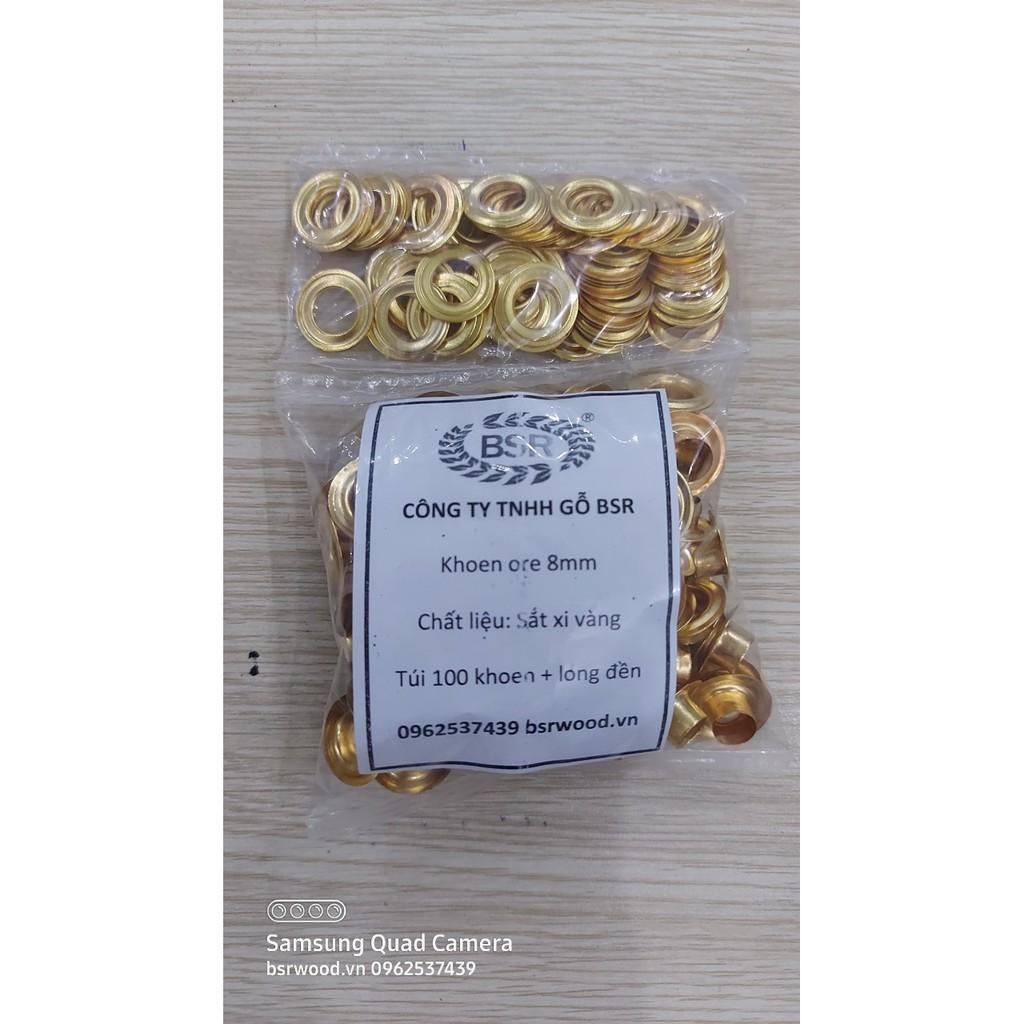 BSR ®
CÔNG TY TNHH GỖ BSR
Khoen ore 8mm
Chất liệu: Sắt xi vàng
Túi 100 khoen + long đền
0962537439 bsrwood.vn
Samsung Quad Camera
bsrwood.vn 0962537439